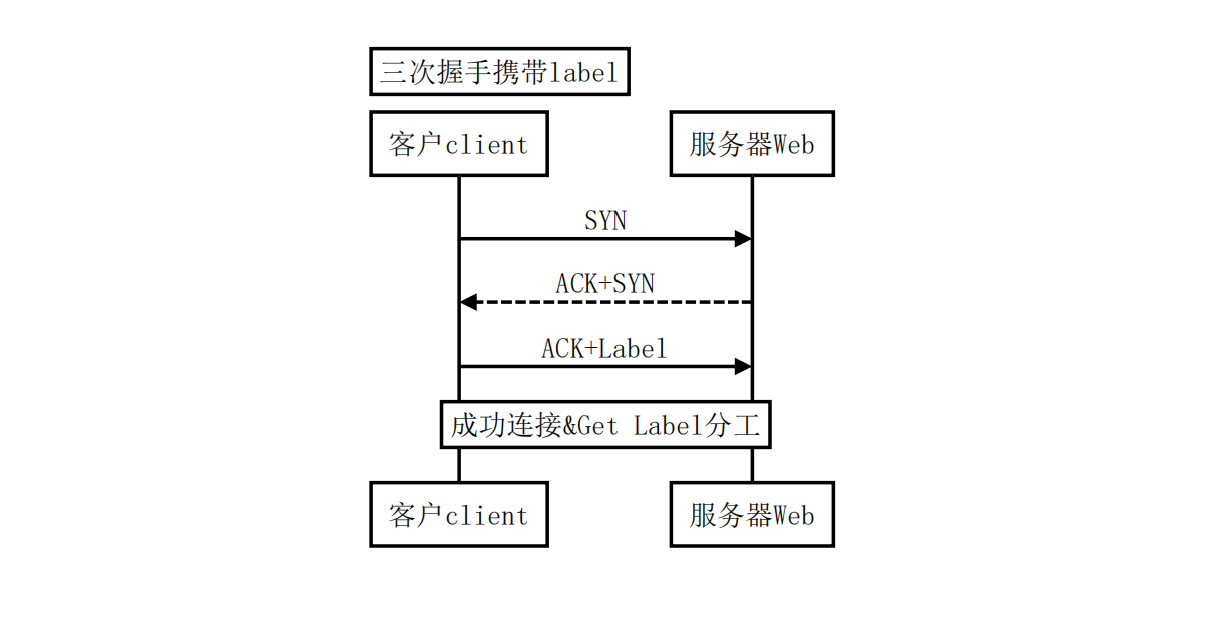 三次握手携带label
客户client
服务器Web
SYN
ACK+SYN
ACK+Label
成功连接&Get Label分工
客户client
服务器Web